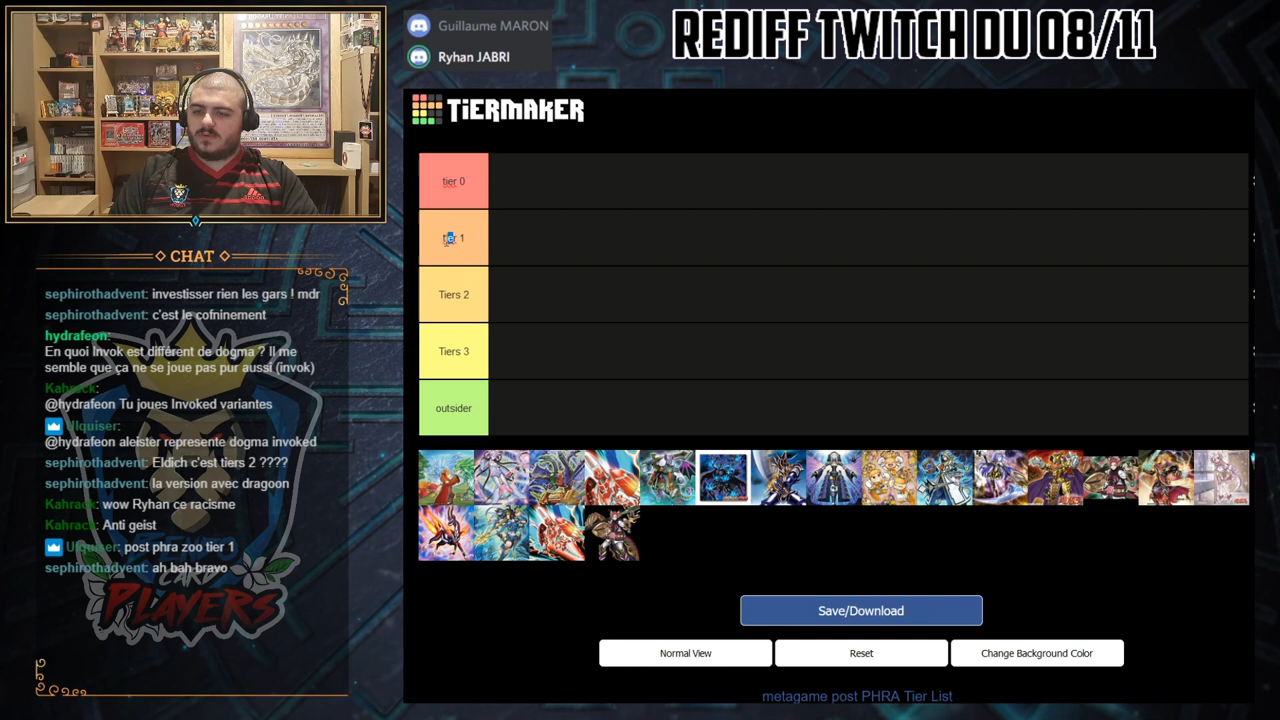 Guillaume MARON
Ryhan JABRI
REDIFF TWITCH DU 08/11
TiERMAKER
tier 0
tier 1
Tiers 2
Tiers 3
outsider
CHAT
sephirothadvent: investisser rien les gars ! mdr
sephirothadvent: c'est le cofninement
hydrafeon:
En quoi Invok est différent de dogma ? Il me
semble que ça ne se joue pas pur aussi (invok)
Kahrack:
@hydrafeon Tu joues Invoked variantes
Ulquiser:
@hydrafeon aleister represente dogma invoked
sephirothadvent: Eldich c'est tiers 2 ????
sephirothadvent: la version avec dragoon
Kahrack: wow Ryhan ce racisme
Kahrack: Anti geist
Ulquiser: post phra zoo tier 1
sephirothadvent: ah bah bravo
CARD
PLAYERS
Save/Download
Normal View
Reset
Change Background Color
metagame post PHRA Tier List